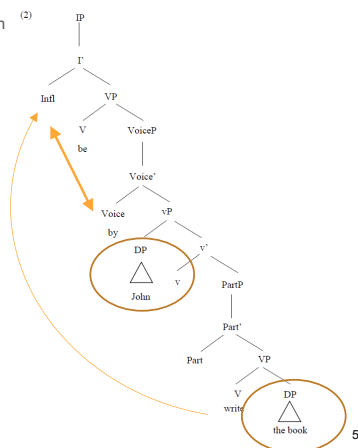 n
(2)
IP
I'
Infl VP
V VoiceP
be
Voice'
Voice vP
by
DP v'
John v PartP
Part'
Part VP
V DP
write the book
5